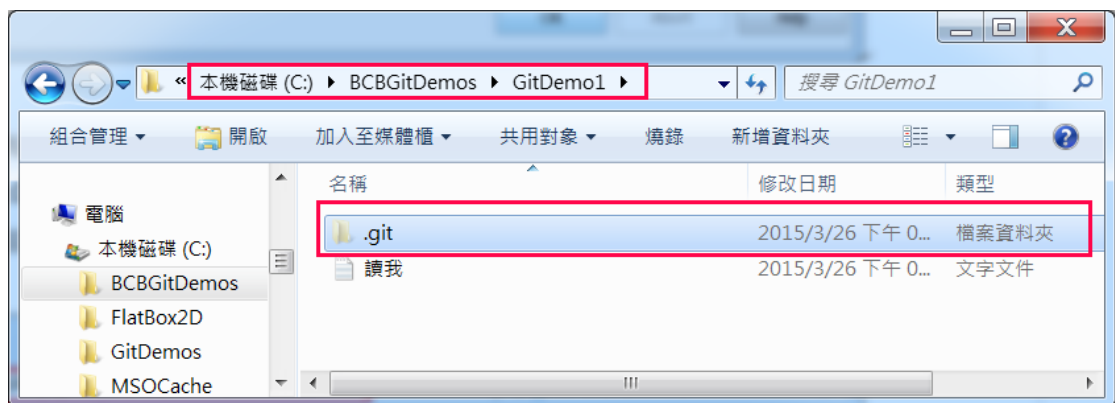 « 本機磁碟 (C:) ▸ BCBGitDemos ▸ GitDemo1 ▸ 搜尋 GitDemo1
組合管理 開啟 加入至媒體櫃 共用對象 燒錄 新增資料夾
名稱 修改日期 類型
電腦
本機磁碟 (C:)
BCBGitDemos
FlatBox2D
GitDemos
MSOCache
.git 2015/3/26 下午 0... 檔案資料夾
讀我 2015/3/26 下午 0... 文字文件